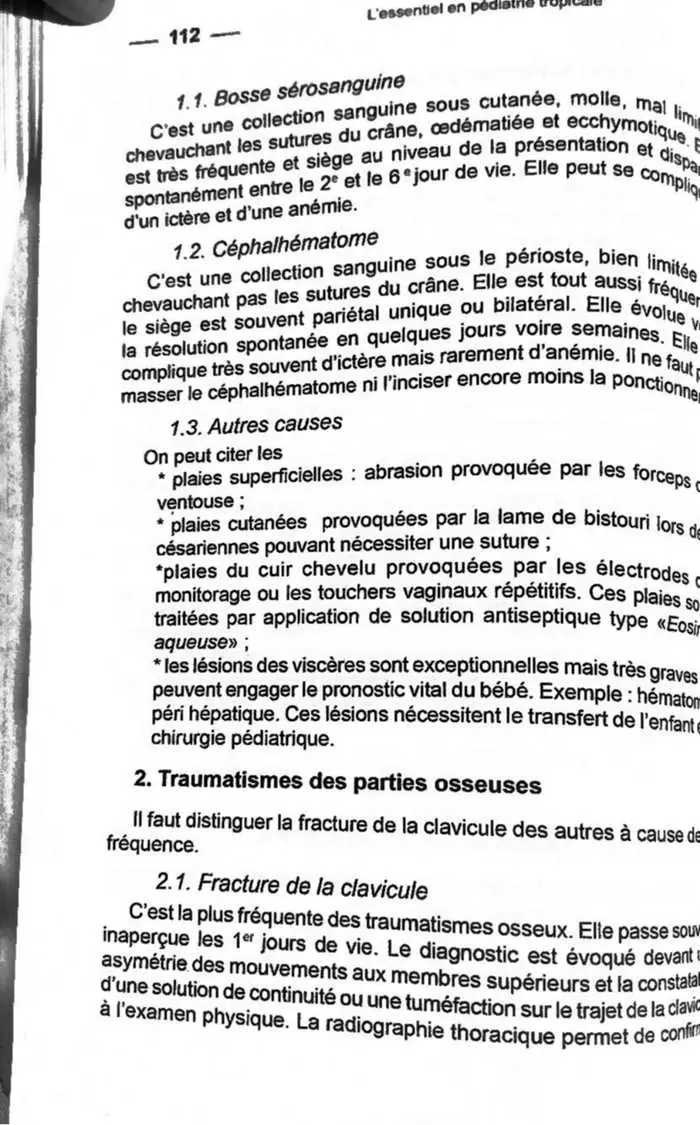 L'essentiel en pédiatrie tropicale
— 112 —
1.1. Bosse sérosanguine
C'est une collection sanguine sous cutanée, molle, mal
chevauchant les sutures du crâne, œdématiée et ecchymotique.
est très fréquente et siège au niveau de la présentation et
spontanément entre le 2e et le 6e jour de vie. Elle peut se
d'un ictère et d'une anémie.
1.2. Céphalhématome
C'est une collection sanguine sous le périoste, bien limitée
chevauchant pas les sutures du crâne. Elle est tout aussi
le siège est souvent pariétal unique ou bilatéral. Elle évolue
la résolution spontanée en quelques jours voire semaines. Elle
complique très souvent d'ictère mais rarement d'anémie. Il ne faut
masser le céphalhématome ni l'inciser encore moins la
1.3. Autres causes
On peut citer les
* plaies superficielles : abrasion provoquée par les forceps
ventouse ;
* plaies cutanées provoquées par la lame de bistouri lors
césariennes pouvant nécessiter une suture ;
*plaies du cuir chevelu provoquées par les électrodes
monitorage ou les touchers vaginaux répétitifs. Ces plaies
traitées par application de solution antiseptique type
aqueuse» ;
* les lésions des viscères sont exceptionnelles mais très graves
peuvent engager le pronostic vital du bébé. Exemple :
péri hépatique. Ces lésions nécessitent le transfert de l'enfant
chirurgie pédiatrique.
2. Traumatismes des parties osseuses
Il faut distinguer la fracture de la clavicule des autres à cause de
fréquence.
2.1. Fracture de la clavicule
C'est la plus fréquente des traumatismes osseux. Elle passe
inaperçue les 1er jours de vie. Le diagnostic est évoqué devant
asymétrie des mouvements aux membres supérieurs et la
d'une solution de continuité ou une tuméfaction sur le trajet de la
à l'examen physique. La radiographie thoracique permet de